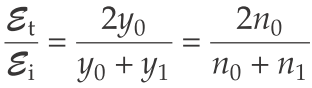 ℰt/ℰi = 2y0/(y0 + y1) = 2n0/(n0 + n1)